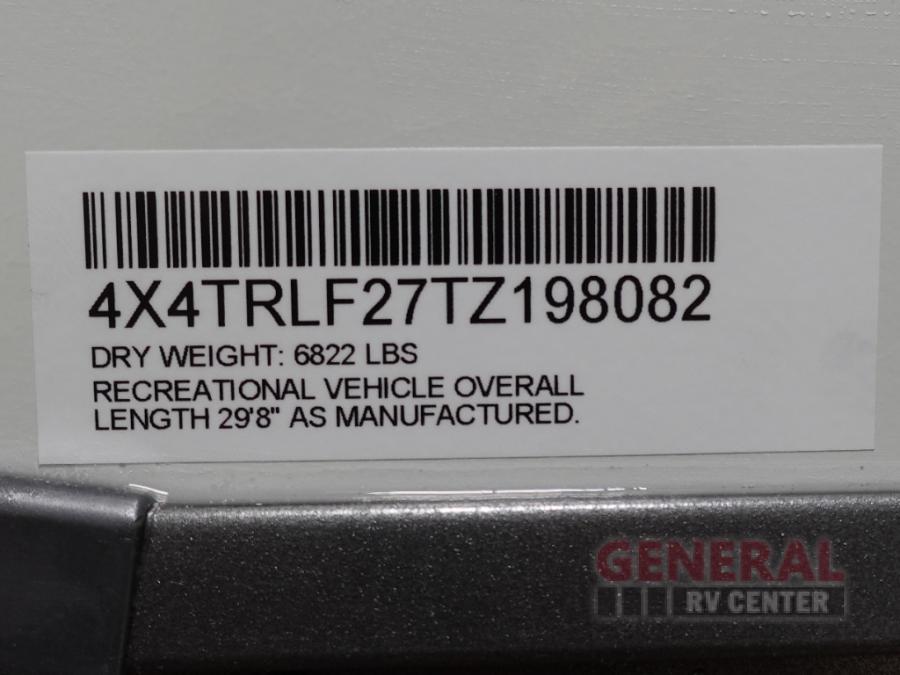 4X4TRLF27TZ198082
DRY WEIGHT: 6822 LBS
RECREATIONAL VEHICLE OVERALL
LENGTH 29'8" AS MANUFACTURED.
GENERAL
RV CENTER